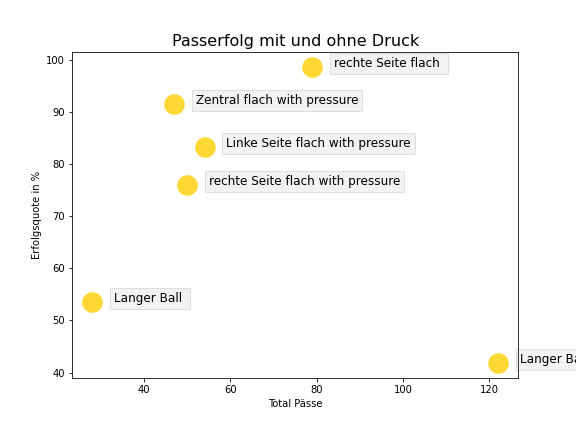 Passerfolg mit und ohne Druck
100
rechte Seite flach
Zentral flach with pressure
90
Linke Seite flach with pressure
80
rechte Seite flach with pressure
70
60
Langer Ball
50
Langer Ba
40
Erfolgsquote in %
40 60 80 100 120
Total Pässe